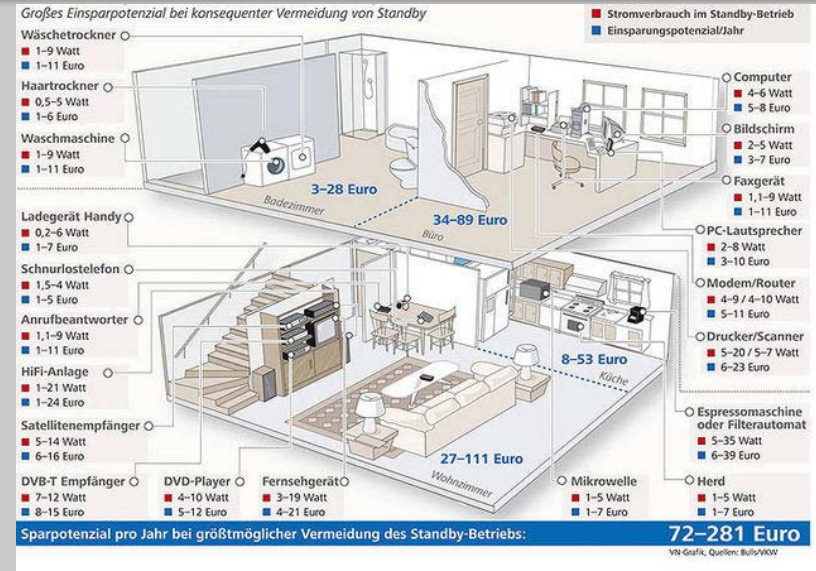 Großes Einsparpotenzial bei konsequenter Vermeidung von Standby
Stromverbrauch im Standby-Betrieb
Einsparungspotenzial/Jahr
Wäschetrockner
1–9 Watt
1–11 Euro
Haartrockner
0,5–5 Watt
1–6 Euro
Waschmaschine
1–9 Watt
1–11 Euro
3–28 Euro
Badezimmer
34–89 Euro
Büro
Computer
4–6 Watt
5–8 Euro
Bildschirm
2–5 Watt
3–7 Euro
Faxgerät
1,1–9 Watt
1–11 Euro
PC-Lautsprecher
2–8 Watt
3–10 Euro
Modem/Router
4–9 / 4–10 Watt
5–11 Euro
Drucker/Scanner
5–20 / 5–7 Watt
6–23 Euro
Ladegerät Handy
0,2–6 Watt
1–7 Euro
Schnurlostelefon
1,5–4 Watt
1–5 Euro
Anrufbeantworter
1,1–9 Watt
1–11 Euro
HiFi-Anlage
1–21 Watt
1–24 Euro
Satellitenempfänger
5–14 Watt
6–16 Euro
DVB-T Empfänger
7–12 Watt
8–15 Euro
DVD-Player
4–10 Watt
5–12 Euro
Fernsehgerät
3–19 Watt
4–21 Euro
27–111 Euro
Wohnzimmer
8–53 Euro
Küche
Espressomaschine
oder Filterautomat
5–35 Watt
6–39 Euro
Mikrowelle
1–5 Watt
1–7 Euro
Herd
1–5 Watt
1–7 Euro
Sparpotenzial pro Jahr bei größtmöglicher Vermeidung des Standby-Betriebs: 72–281 Euro
VN-Grafik, Quellen: Bulls/VKW